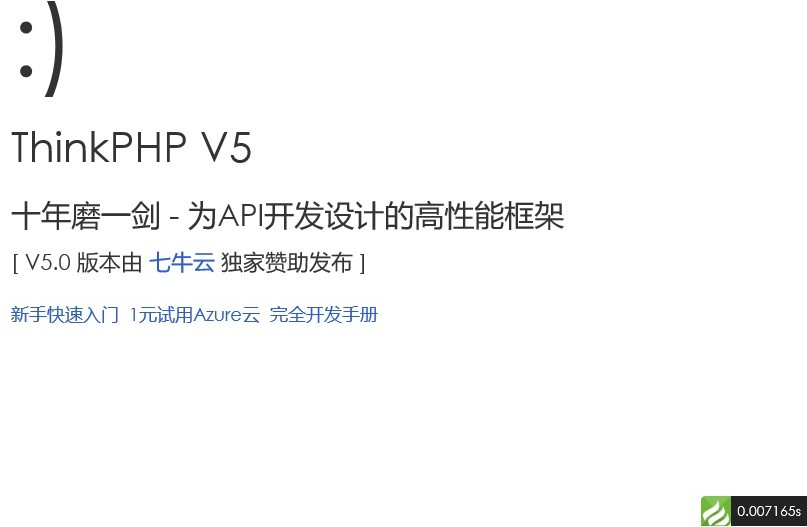 :)
ThinkPHP V5
十年磨一剑 - 为API开发设计的高性能框架
[ V5.0 版本由 七牛云 独家赞助发布 ]
新手快速入门 1元试用Azure云 完全开发手册
0.007165s